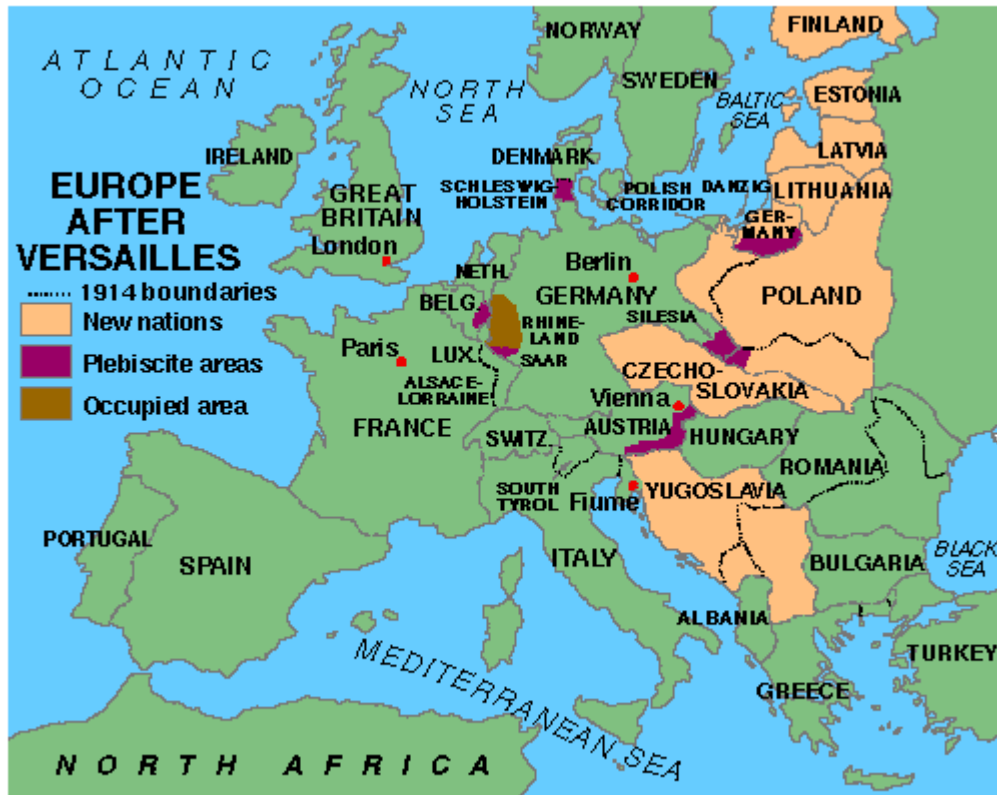 EUROPE
AFTER
VERSAILLES
1914 boundaries
New nations
Plebiscite areas
Occupied area
ATLANTIC
OCEAN
NORTH
SEA
NORWAY
SWEDEN
FINLAND
BALTIC
SEA
ESTONIA
LATVIA
LITHUANIA
IRELAND
GREAT
BRITAIN
London
DENMARK
SCHLESWIG-
HOLSTEIN
POLISH
CORRIDOR
DANZIG
GER-
MANY
NETH.
BELG.
Berlin
GERMANY
POLAND
SILESIA
RHINE-
LAND
SAAR
LUX.
Paris
ALSACE-
LORRAINE
FRANCE
CZECHO-
SLOVAKIA
Vienna
AUSTRIA
HUNGARY
SWITZ.
ROMANIA
SOUTH
TYROL
Fiume
YUGOSLAVIA
ITALY
PORTUGAL
SPAIN
BULGARIA
BLACK
SEA
ALBANIA
TURKEY
GREECE
MEDITERRANEAN SEA
NORTH AFRICA